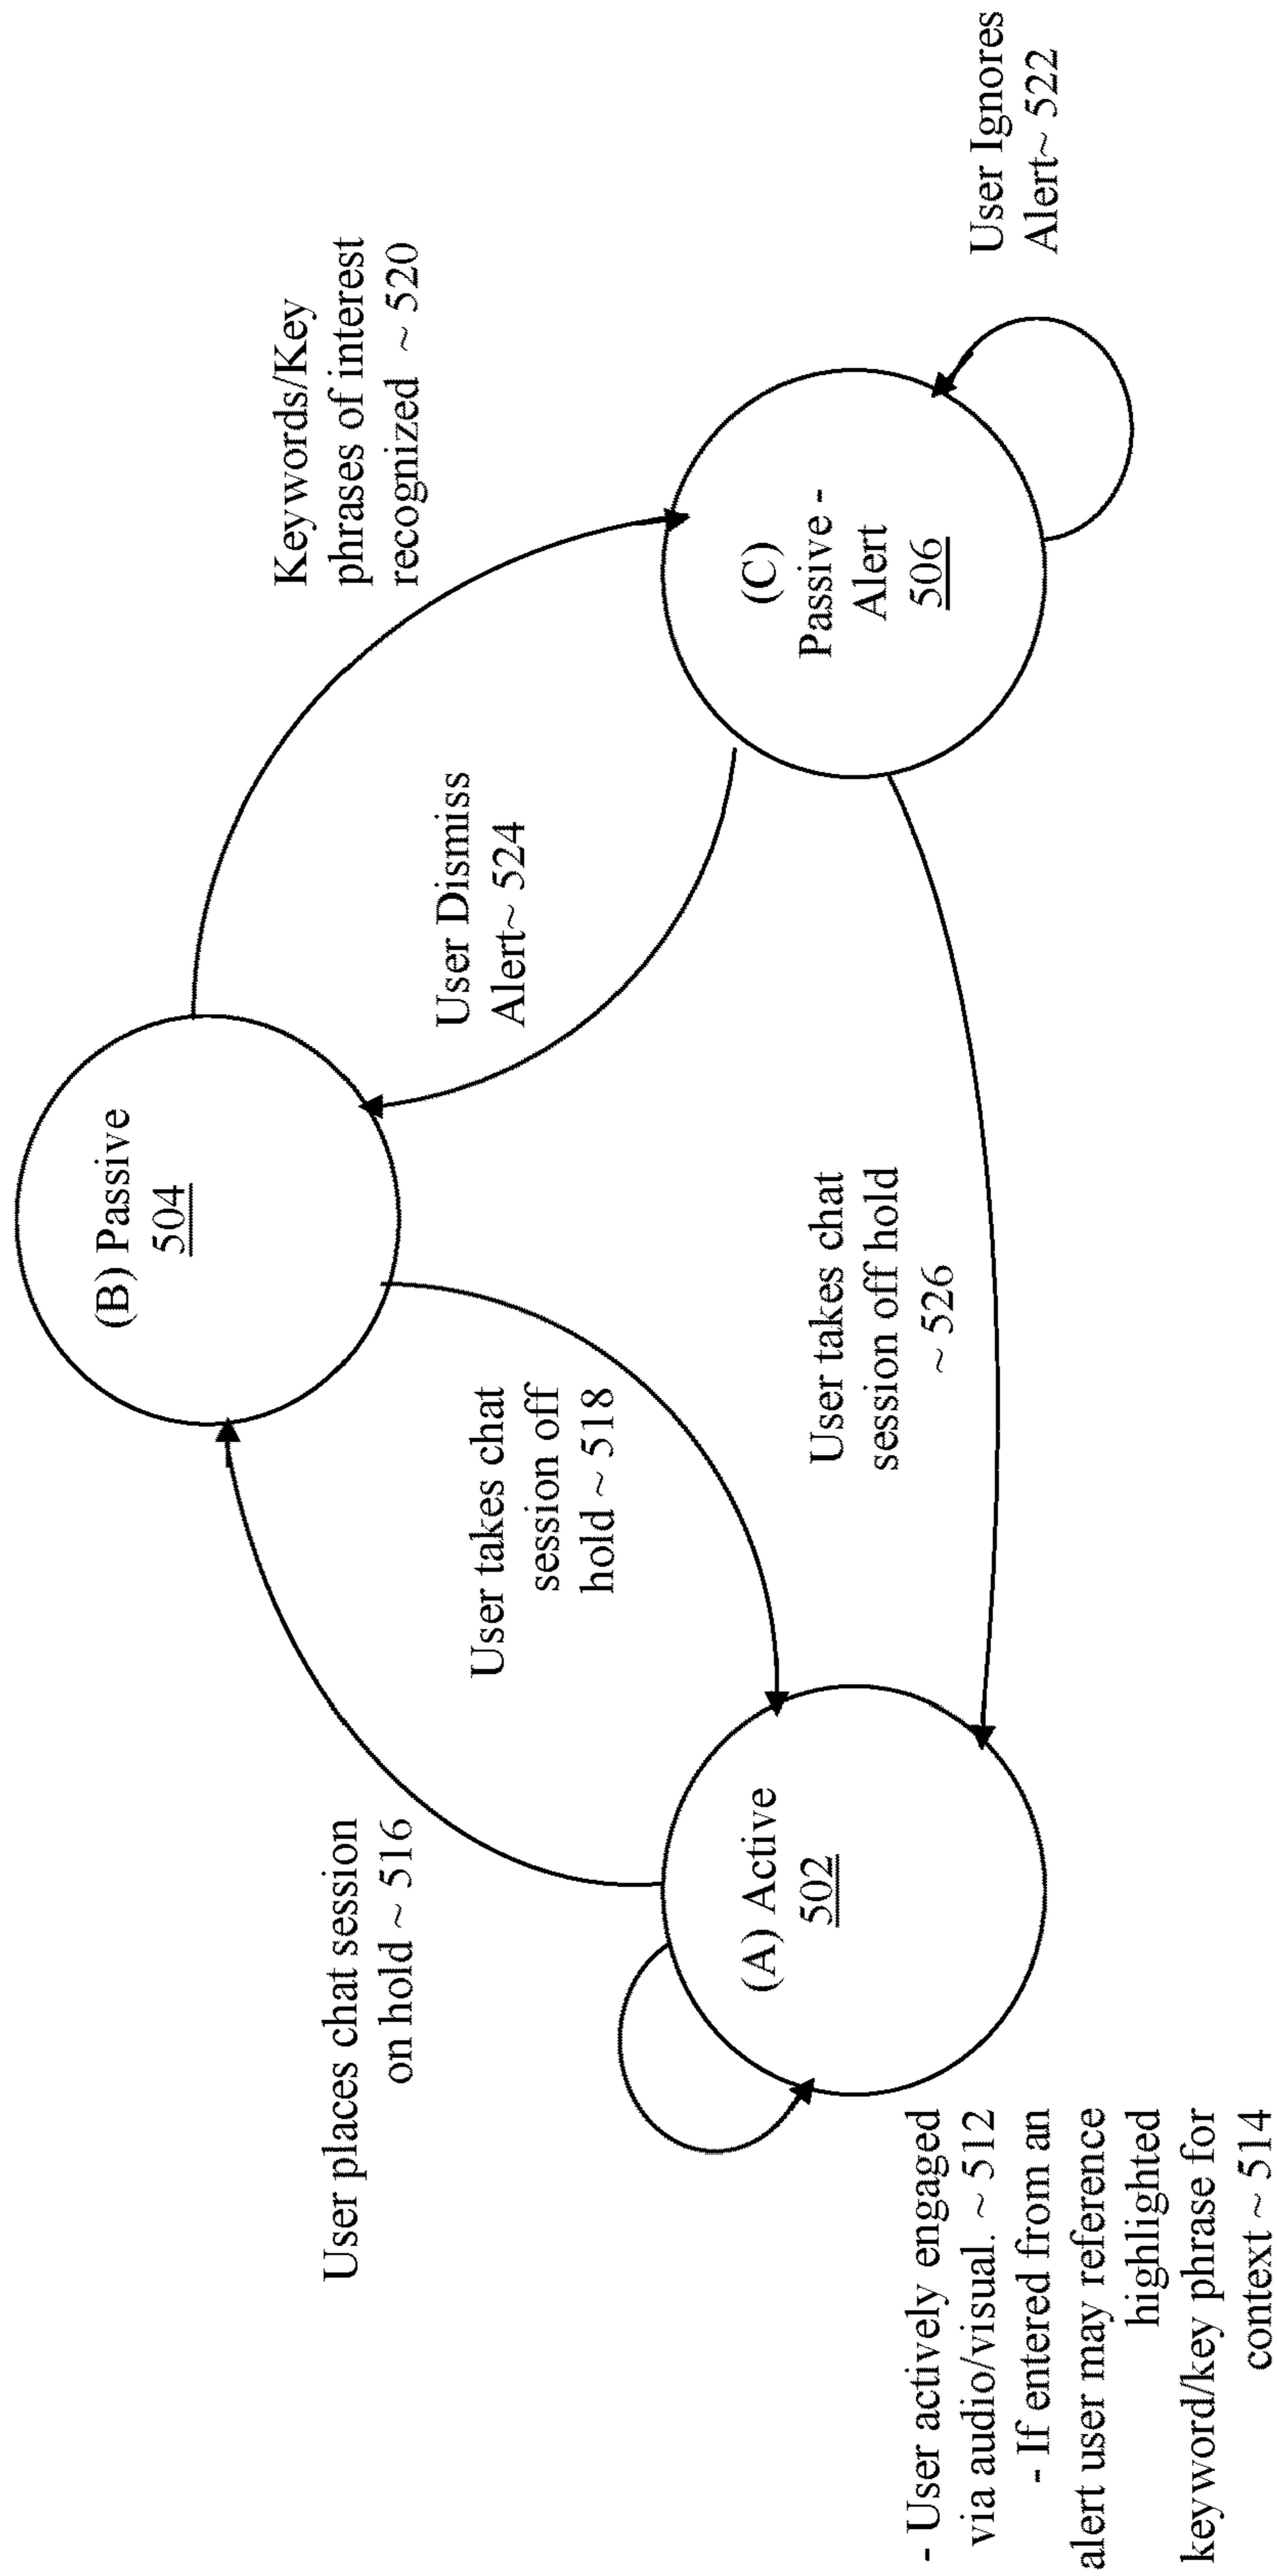 (B) Passive
504
Keywords/Key
phrases of interest
recognized ~ 520
User places chat session
on hold ~ 516
User Dismiss
Alert~ 524
User takes chat
session off
hold ~ 518
(A) Active
502
User takes chat
session off hold
~ 526
(C)
Passive -
Alert
506
User Ignores
Alert~ 522
- User actively engaged
via audio/visual. ~ 512
- If entered from an
alert user may reference
highlighted
keyword/key phrase for
context ~ 514